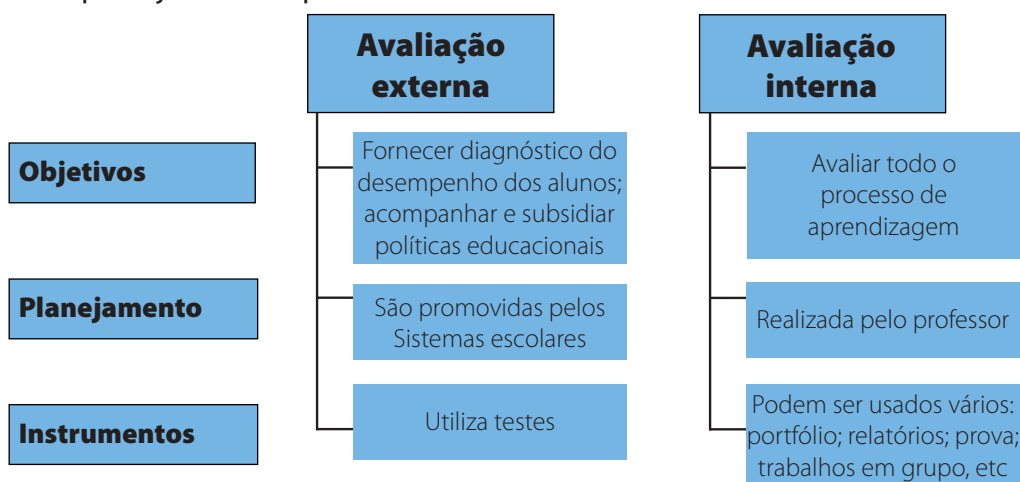 Avaliação
externa
Avaliação
interna
Objetivos
Fornecer diagnóstico do
desempenho dos alunos;
acompanhar e subsidiar
políticas educacionais
Avaliar todo o
processo de
aprendizagem
Planejamento
São promovidas pelos
Sistemas escolares
Realizada pelo professor
Instrumentos
Utiliza testes
Podem ser usados vários:
portfólio; relatórios; prova;
trabalhos em grupo, etc